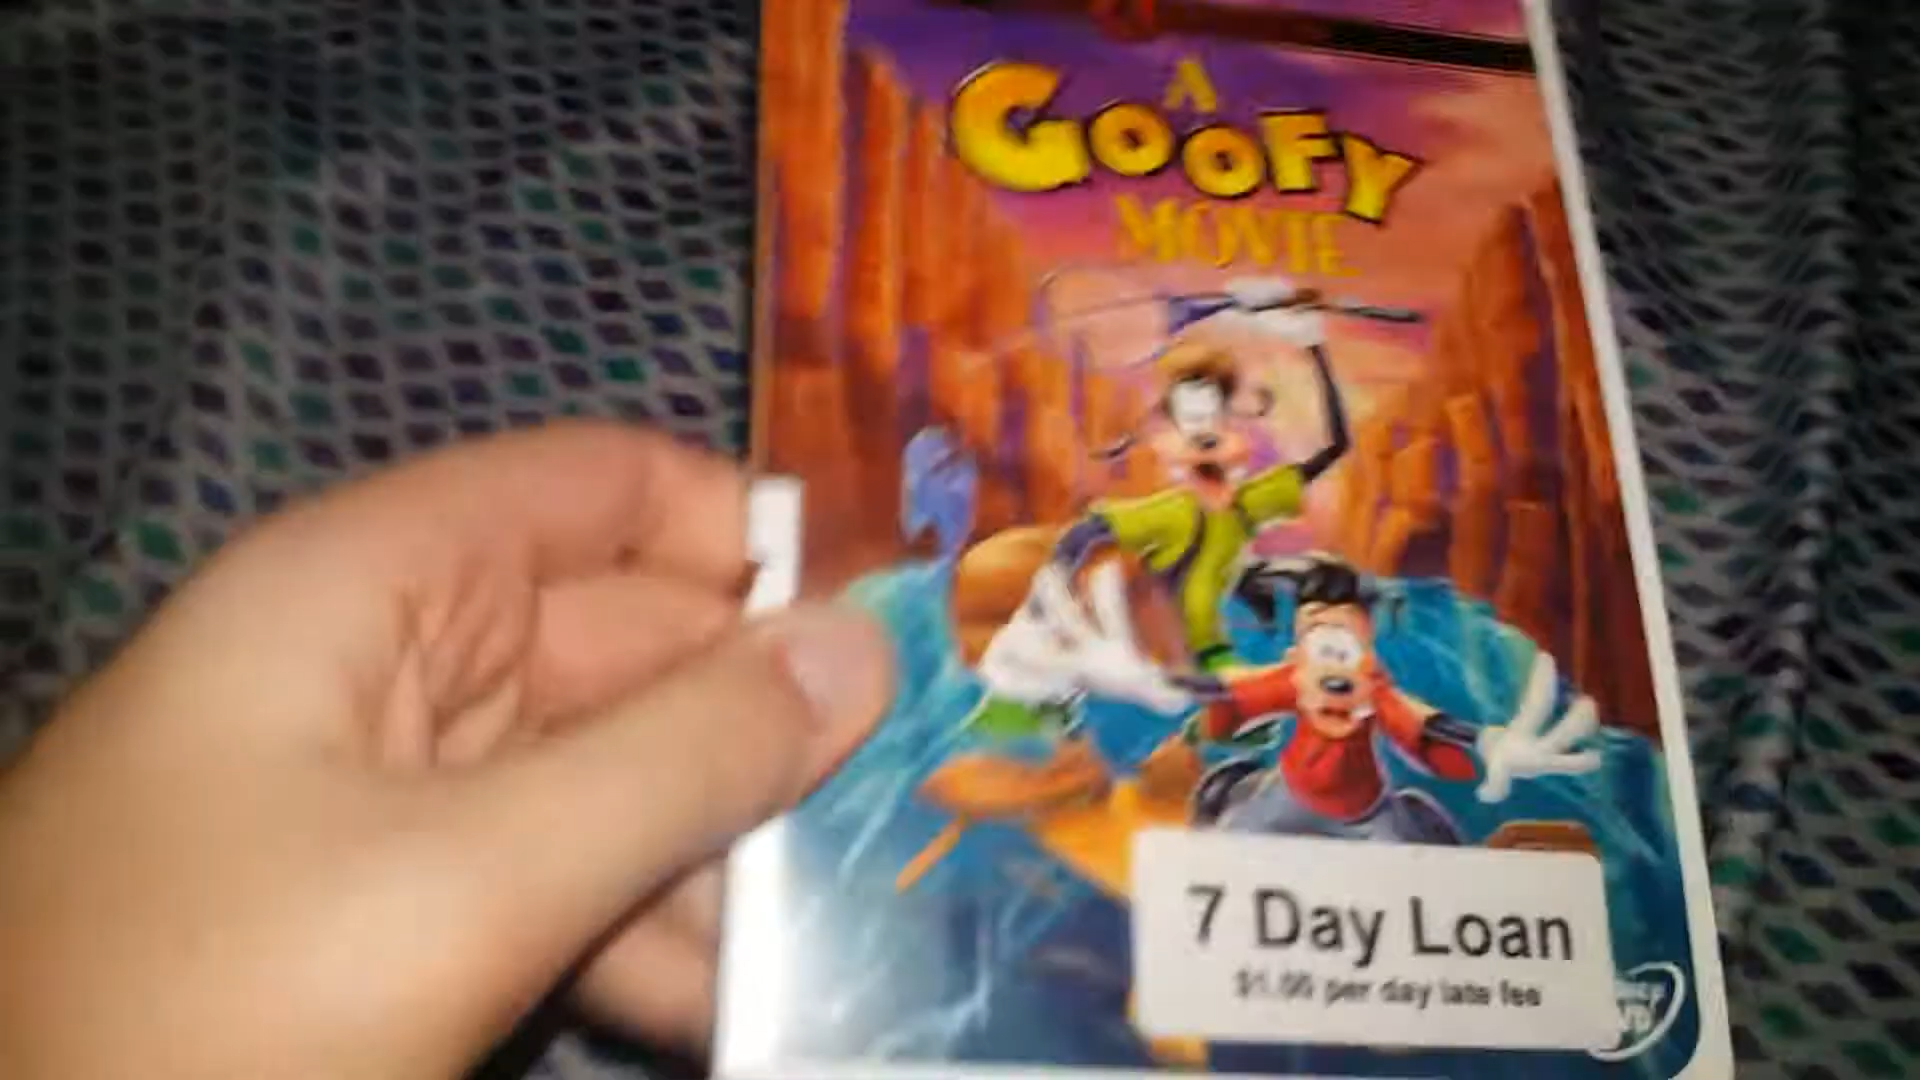 A
GOOFY
MOVIE
7 Day Loan
$1.00 per day late fee